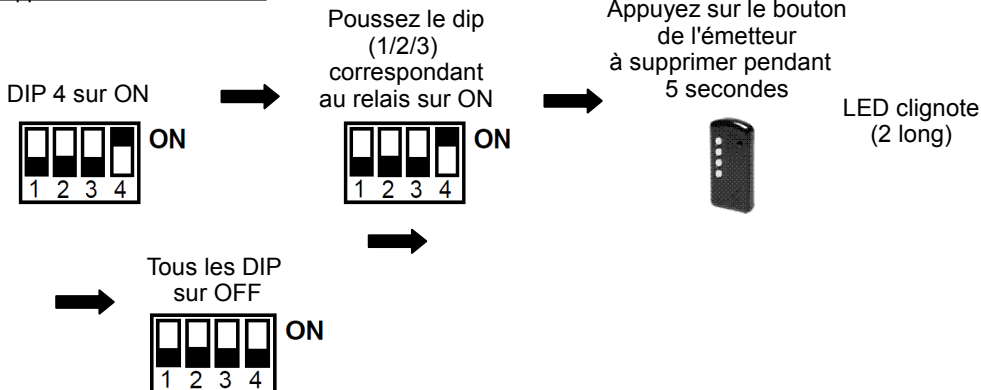 DIP 4 sur ON
ON
1 2 3 4
Poussez le dip
(1/2/3)
correspondant
au relais sur ON
ON
1 2 3 4
Appuyez sur le bouton
de l'émetteur
à supprimer pendant
5 secondes
LED clignote
(2 long)
Tous les DIP
sur OFF
ON
1 2 3 4